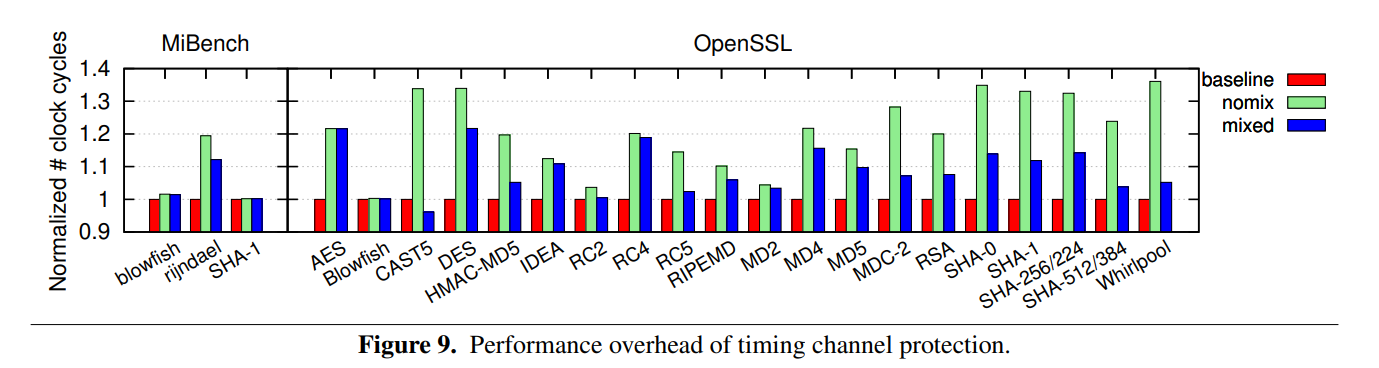 MiBench
OpenSSL
Normalized # clock cycles
1.4
1.3
1.2
1.1
1
0.9
baseline
nomix
mixed
blowfish
rijndael
SHA-1
AES
Blowfish
CAST5
DES
HMAC-MD5
IDEA
RC2
RC4
RC5
RIPEMD
MD2
MD4
MD5
MDC-2
RSA
SHA-0
SHA-1
SHA-256/224
SHA-512/384
Whirlpool
Figure 9. Performance overhead of timing channel protection.